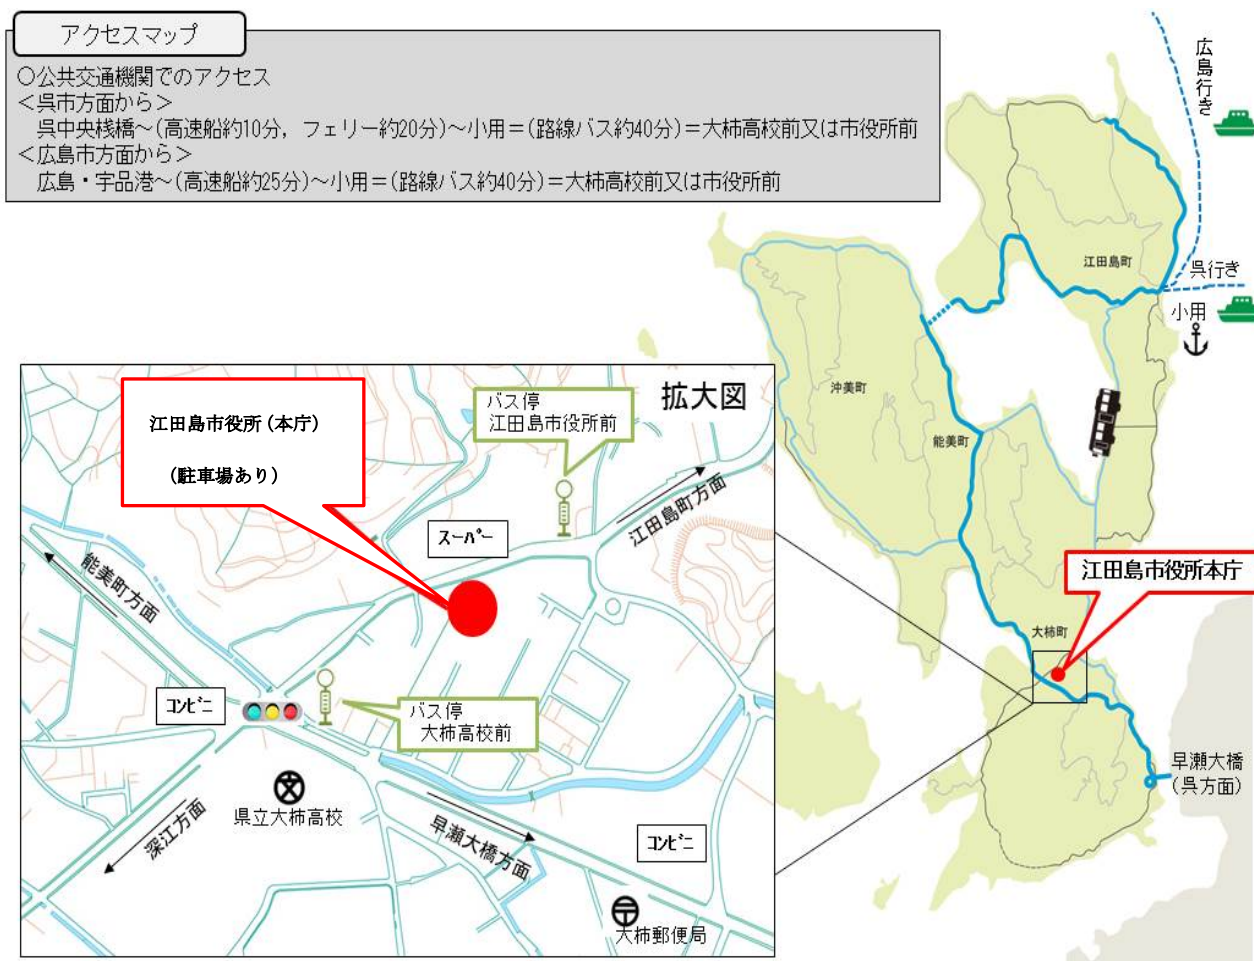 アクセスマップ
○公共交通機関でのアクセス
＜呉市方面から＞
呉中央桟橋～(高速船約10分，フェリー約20分)～小用＝(路線バス約40分)＝大柿高校前又は市役所前
＜広島市方面から＞
広島・宇品港～(高速船約25分)～小用＝(路線バス約40分)＝大柿高校前又は市役所前
広島行き
江田島町
呉行き
小用
沖美町
能美町
江田島市役所本庁
大柿町
早瀬大橋
(呉方面)
拡大図
江田島市役所(本庁)
(駐車場あり)
バス停
江田島市役所前
江田島町方面
スーパー
能美町方面
コンビニ
バス停
大柿高校前
県立大柿高校
深江方面
早瀬大橋方面
コンビニ
大柿郵便局